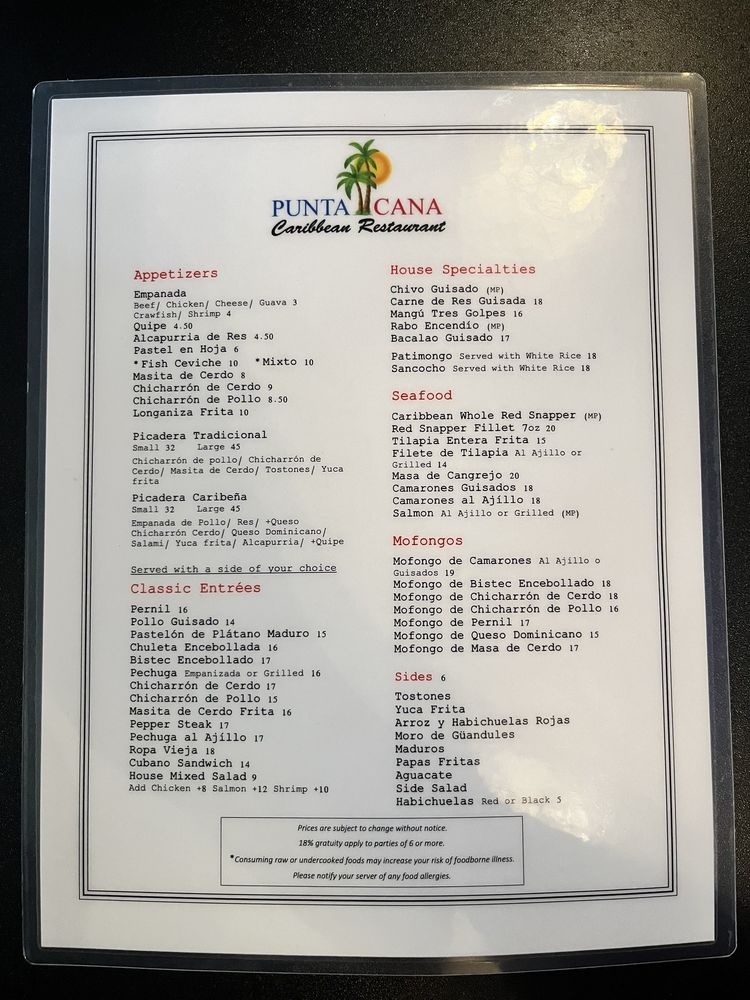 PUNTA CANA
Caribbean Restaurant
Appetizers
Empanada
Beef/ Chicken/ Cheese/ Guava 3
Crawfish/ Shrimp 4
Quipe 4.50
Alcapurria de Res 4.50
Pastel en Hoja 6
*Fish Ceviche 10 *Mixto 10
Masita de Cerdo 8
Chicharrón de Cerdo 9
Chicharrón de Pollo 8.50
Longaniza Frita 10
Picadera Tradicional
Small 32 Large 45
Chicharrón de pollo/ Chicharrón de
Cerdo/ Masita de Cerdo/ Tostones/ Yuca
frita
Picadera Caribeña
Small 32 Large 45
Empanada de Pollo/ Res/ +Queso
Chicharrón Cerdo/ Queso Dominicano/
Salami/ Yuca frita/ Alcapurria/ +Quipe
Served with a side of your choice
Classic Entrées
Pernil 16
Pollo Guisado 14
Pastelón de Plátano Maduro 15
Chuleta Encebollada 16
Bistec Encebollado 17
Pechuga Empanizada or Grilled 16
Chicharrón de Cerdo 17
Chicharrón de Pollo 15
Masita de Cerdo Frita 16
Pepper Steak 17
Pechuga al Ajíllo 17
Ropa Vieja 18
Cubano Sandwich 14
House Mixed Salad 9
Add Chicken +8 Salmon +12 Shrimp +10
House Specialties
Chivo Guisado (MP)
Carne de Res Guisada 18
Mangú Tres Golpes 16
Rabo Encendío (MP)
Bacalao Guisado 17
Patimongo Served with White Rice 18
Sancocho Served with White Rice 18
Seafood
Caribbean Whole Red Snapper (MP)
Red Snapper Fillet 7oz 20
Tilapia Entera Frita 15
Filete de Tilapia Al Ajillo or
Grilled 14
Masa de Cangrejo 20
Camarones Guisados 18
Camarones al Ajíllo 18
Salmon Al Ajillo or Grilled (MP)
Mofongos
Mofongo de Camarones Al Ajillo o
Guisados 19
Mofongo de Bistec Encebollado 18
Mofongo de Chicharrón de Cerdo 18
Mofongo de Chicharrón de Pollo 16
Mofongo de Pernil 17
Mofongo de Queso Dominicano 15
Mofongo de Masa de Cerdo 17
Sides 6
Tostones
Yuca Frita
Arroz y Habichuelas Rojas
Moro de Güandules
Maduros
Papas Fritas
Aguacate
Side Salad
Habichuelas Red or Black 5
Prices are subject to change without notice.
18% gratuity apply to parties of 6 or more.
*Consuming raw or undercooked foods may increase your risk of foodborne illness.
Please notify your server of any food allergies.